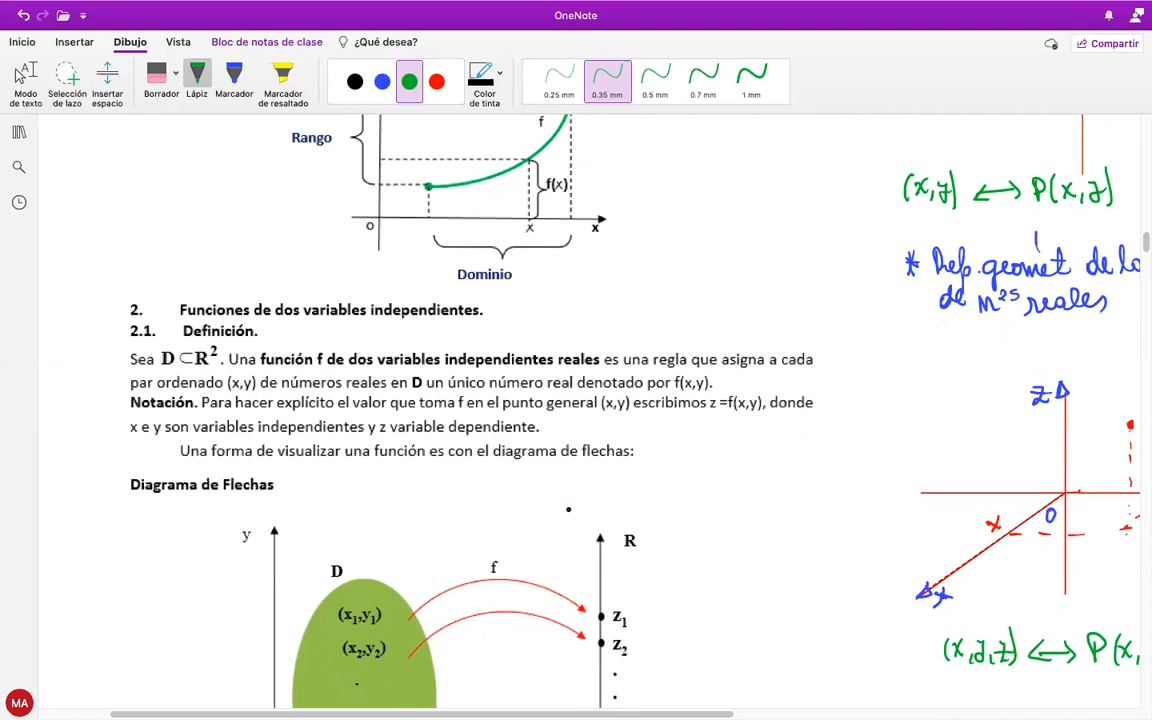 OneNote
Inicio Insertar Dibujo Vista Bloc de notas de clase ¿Qué desea? Compartir
Modo de texto
Selección de lazo
Insertar espacio
Borrador
Lápiz
Marcador
Marcador de resaltado
Color de tinta
0.25 mm 0.35 mm 0.5 mm 0.7 mm 1 mm
Rango
f
f(x)
O x x
Dominio
2. Funciones de dos variables independientes.
2.1. Definición.
Sea D ⊂R². Una función f de dos variables independientes reales es una regla que asigna a cada
par ordenado (x,y) de números reales en D un único número real denotado por f(x,y).
Notación. Para hacer explícito el valor que toma f en el punto general (x,y) escribimos z =f(x,y), donde
x e y son variables independientes y z variable dependiente.
Una forma de visualizar una función es con el diagrama de flechas:
Diagrama de Flechas
y
D
f
R
(x₁,y₁)
z₁
(x₂,y₂)
z₂
(x,y) ⟷ P(x,y)
* Rep. geomét de lo
de n^os reales
z
x
0
(x,y,z) ⟷ P(x,
MA